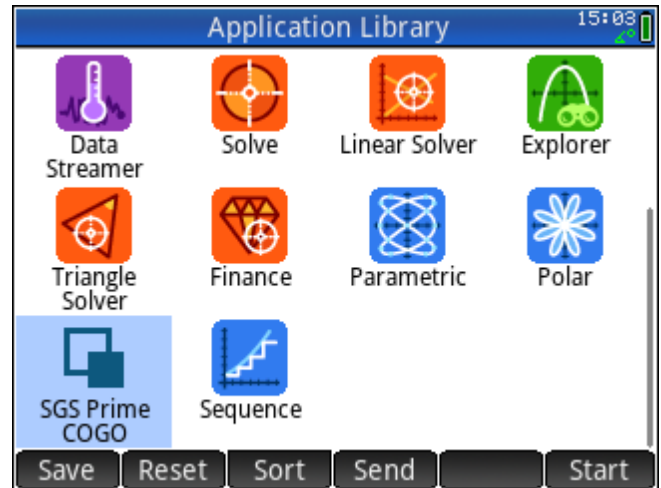 Application Library
15:03
Data
Streamer
Solve
Linear Solver
Explorer
Triangle
Solver
Finance
Parametric
Polar
SGS Prime
COGO
Sequence
Save Reset Sort Send Start